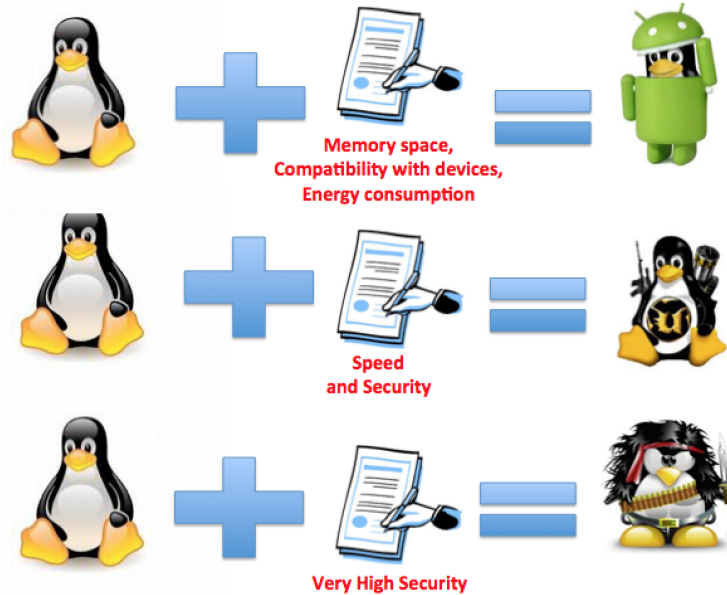 Memory space,
Compatibility with devices,
Energy consumption
Speed
and Security
Very High Security